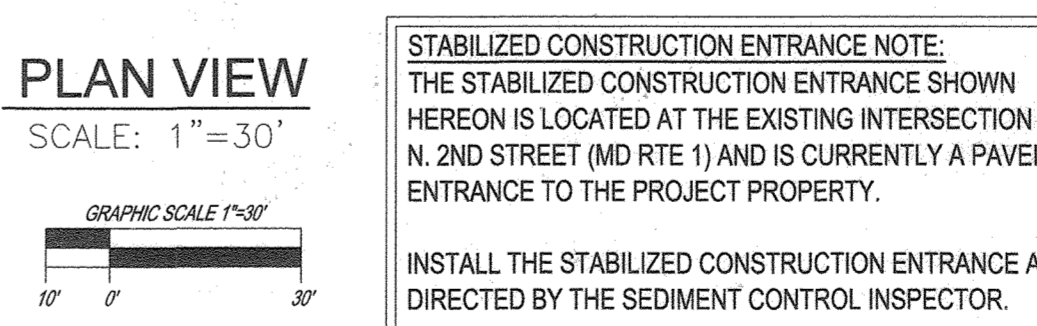 PLAN VIEW
SCALE: 1"=30'
GRAPHIC SCALE 1"=30'
10' 0' 30'
STABILIZED CONSTRUCTION ENTRANCE NOTE:
THE STABILIZED CONSTRUCTION ENTRANCE SHOWN
HEREON IS LOCATED AT THE EXISTING INTERSECTION
N. 2ND STREET (MD RTE 1) AND IS CURRENTLY A
ENTRANCE TO THE PROJECT PROPERTY.
INSTALL THE STABILIZED CONSTRUCTION ENTRANCE
DIRECTED BY THE SEDIMENT CONTROL INSPECTOR.